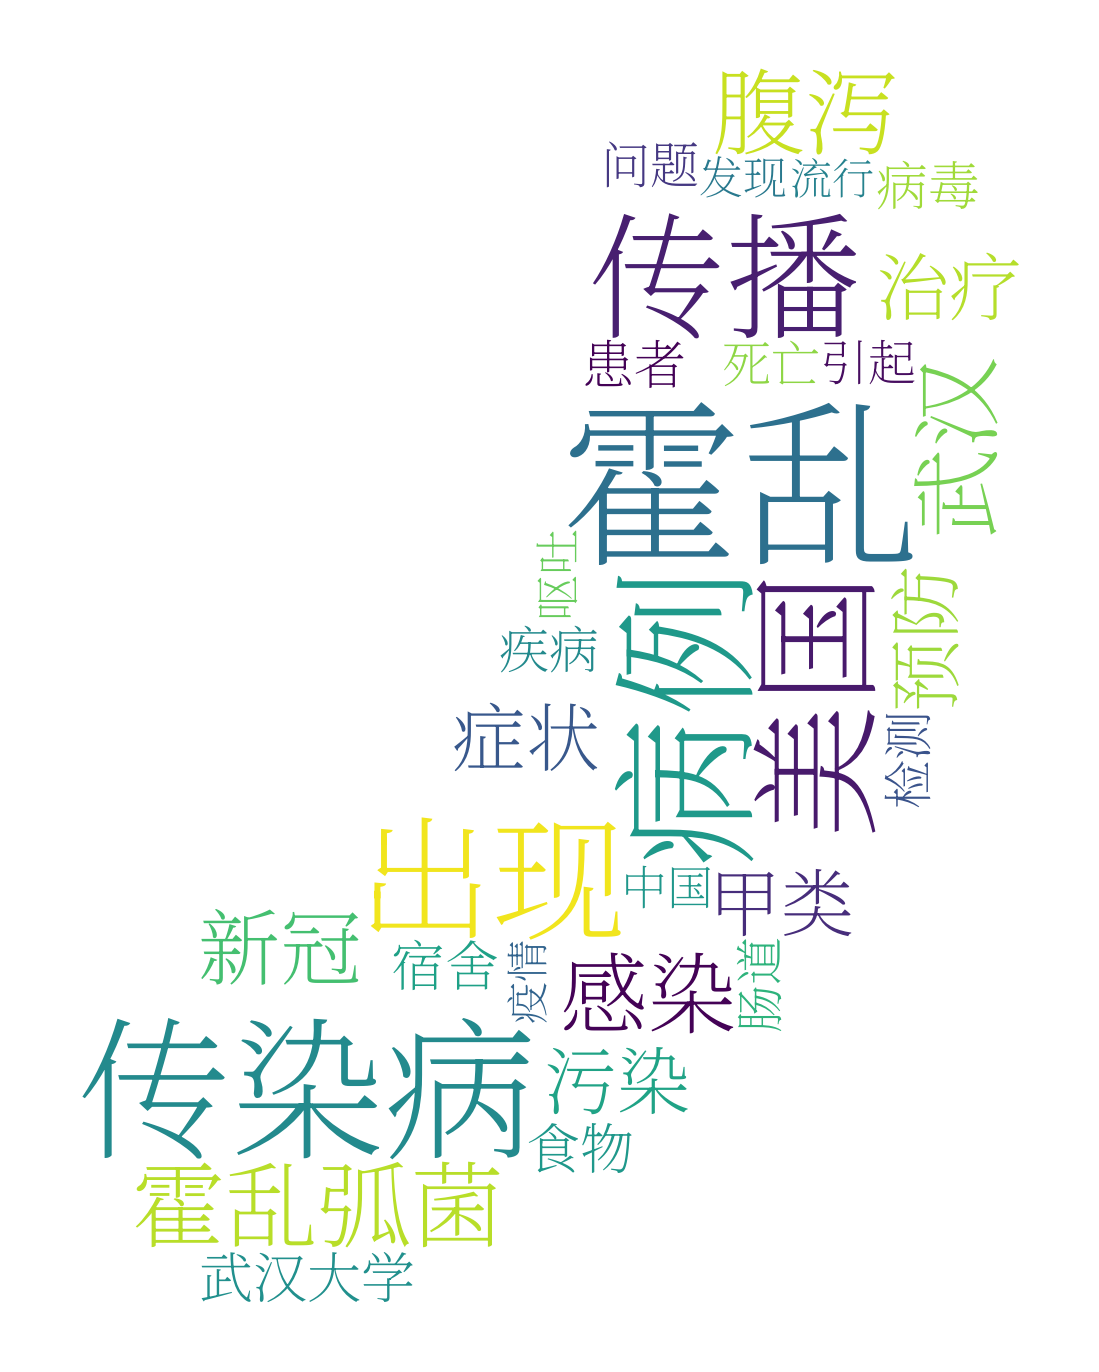 腹泻
问题
发现
流行
病毒
传播
治疗
患者
死亡
引起
武汉
霍乱
呕吐
病例
美国
预防
疾病
症状
检测
出现
中国
甲类
新冠
宿舍
疫情
感染
肠道
传染病
污染
食物
霍乱弧菌
武汉大学